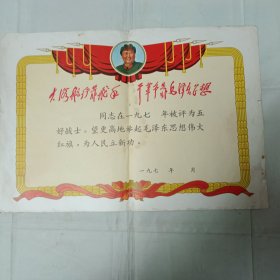 大海航行靠舵手 干革命靠毛泽东思想
同志在一九七 年被评为五
好战士。望更高地举起毛泽东思想伟大
红旗，为人民立新功。
一九七 年 月